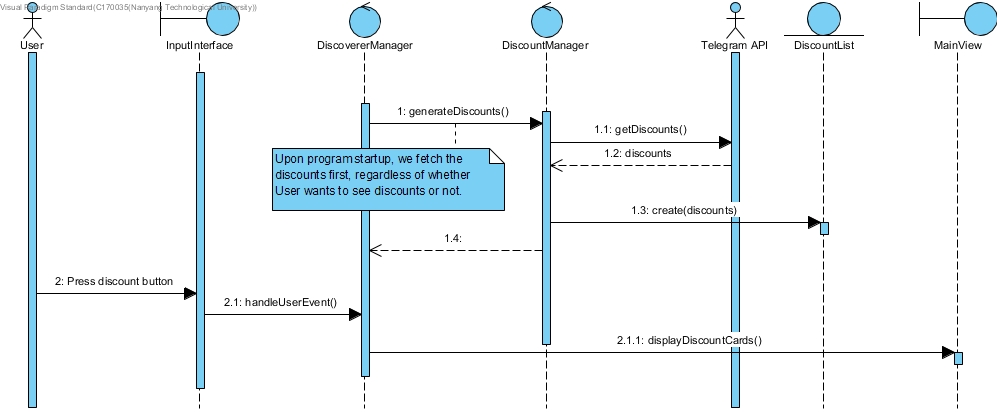 Visual Paradigm Standard(C170035(Nanyang Technological University))
User
InputInterface
DiscovererManager
DiscountManager
Telegram API
DiscountList
MainView
1: generateDiscounts()
1.1: getDiscounts()
1.2: discounts
Upon program startup, we fetch the
discounts first, regardless of whether
User wants to see discounts or not.
1.3: create(discounts)
1.4:
2: Press discount button
2.1: handleUserEvent()
2.1.1: displayDiscountCards()